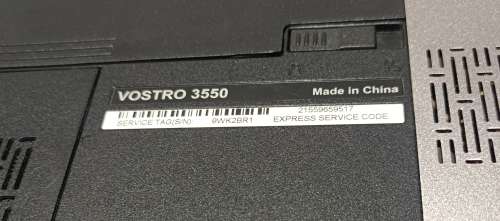 VOSTRO 3550 Made in China
21559659517
SERVICE TAG(S/N): 9WK2BR1 EXPRESS SERVICE CODE